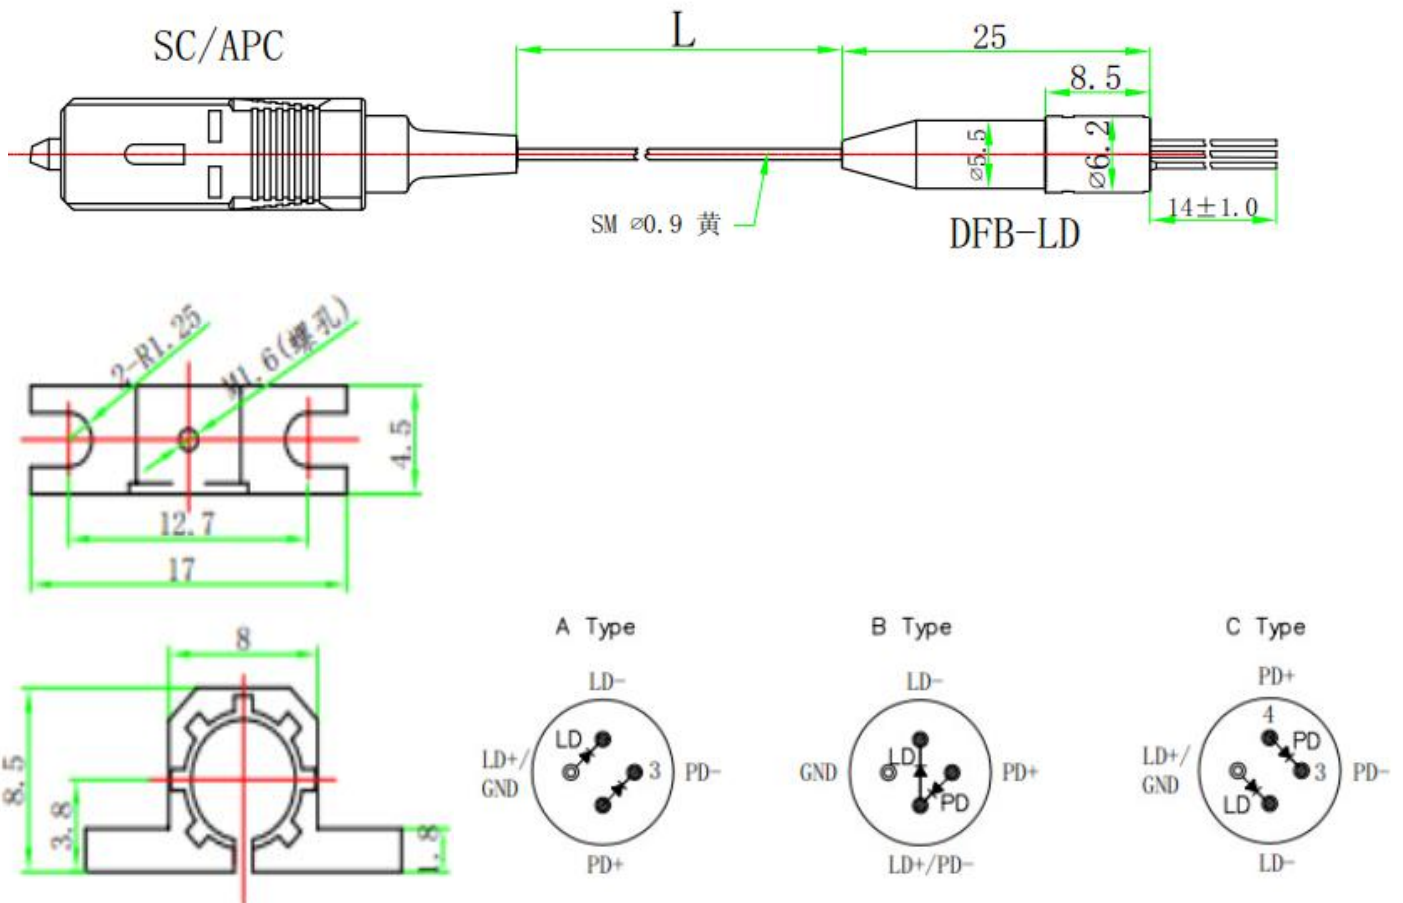 SC/APC
L
25
8.5
⌀5.5
⌀6.2
SM ⌀0.9 黄
14±1.0
DFB-LD
2-R1.25
M1.6(螺孔)
4.5
12.7
17
8
8.5
3.8
1.8
A Type
LD-
LD
LD+/
GND
3
PD-
PD+
B Type
LD-
LD
GND
PD+
PD
LD+/PD-
C Type
PD+
4
PD
LD+/
GND
3
PD-
LD
LD-